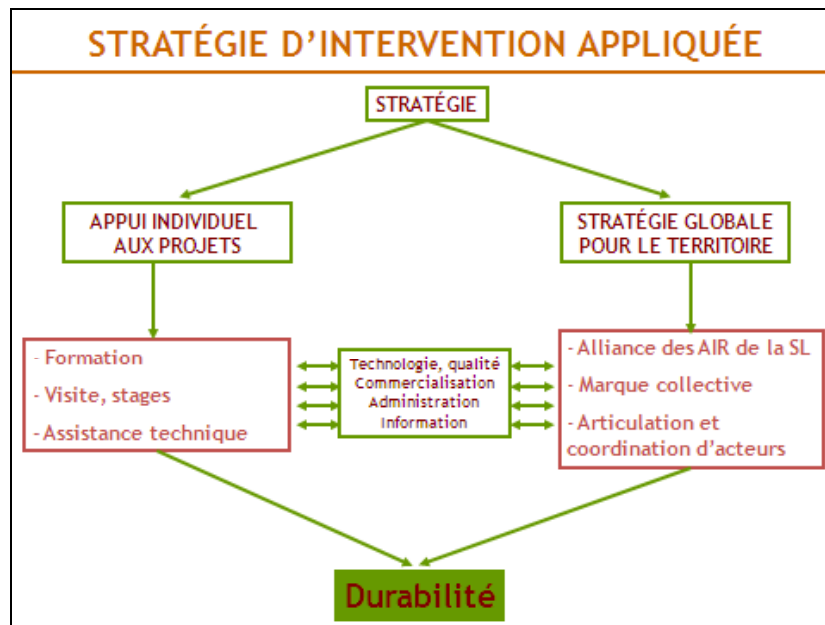 STRATÉGIE D'INTERVENTION APPLIQUÉE
STRATÉGIE
APPUI INDIVIDUEL
AUX PROJETS
STRATÉGIE GLOBALE
POUR LE TERRITOIRE
- Formation
- Visite, stages
- Assistance technique
Technologie, qualité
Commercialisation
Administration
Information
- Alliance des AIR de la SL
- Marque collective
- Articulation et
coordination d'acteurs
Durabilité